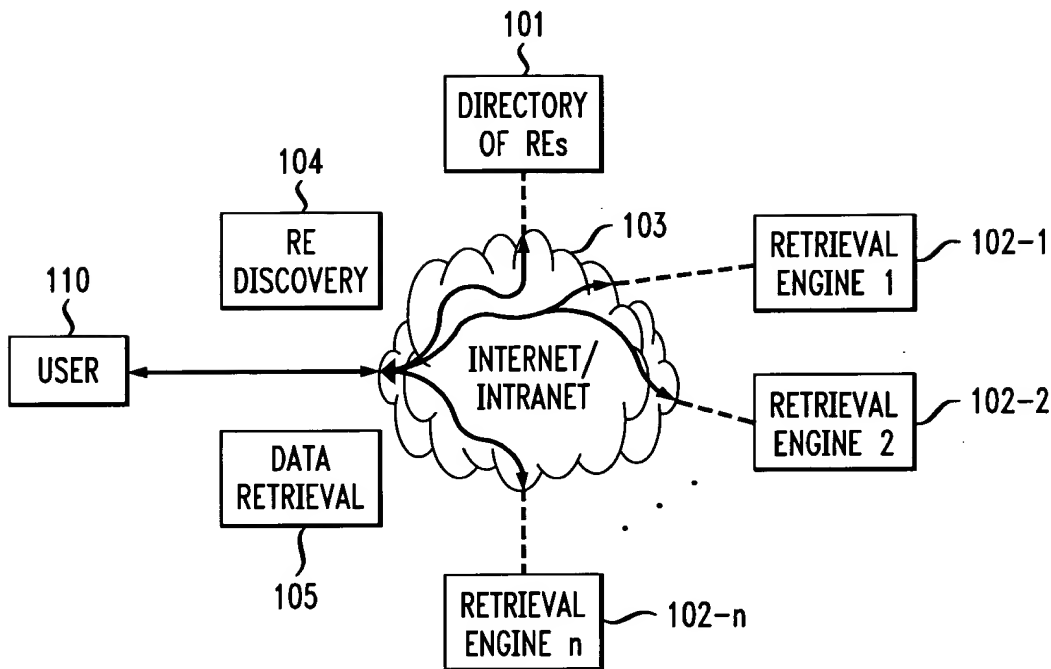 101
DIRECTORY
OF REs
104
RE
DISCOVERY
103
RETRIEVAL
ENGINE 1
102-1
110
USER
INTERNET/
INTRANET
RETRIEVAL
ENGINE 2
102-2
DATA
RETRIEVAL
105
RETRIEVAL
ENGINE n
102-n